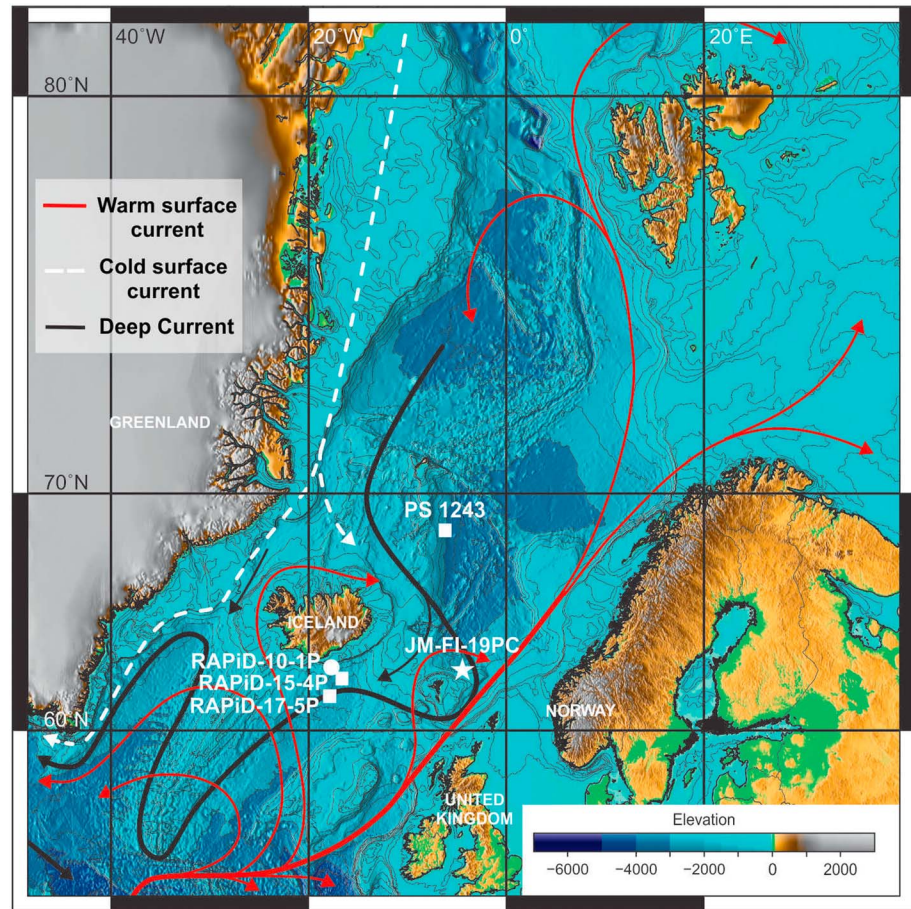 40°W
20°W
0°
20°E
80°N
Warm surface
current
Cold surface
current
Deep Current
GREENLAND
70°N
PS 1243
ICELAND
JM-FI-19PC
RAPiD-10-1P
RAPiD-15-4P
RAPiD-17-5P
60°N
NORWAY
UNITED
KINGDOM
Elevation
−6000 −4000 −2000 0 2000